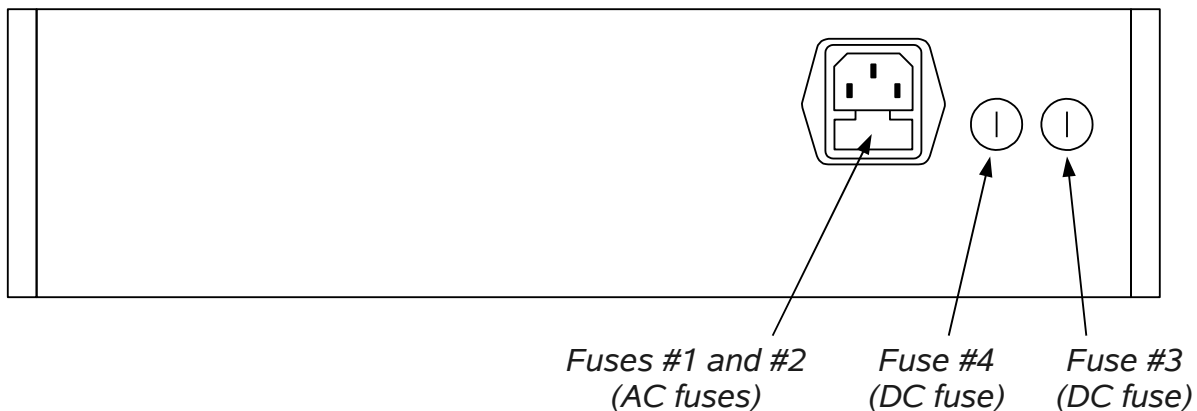 Fuses #1 and #2
(AC fuses)
Fuse #4
(DC fuse)
Fuse #3
(DC fuse)